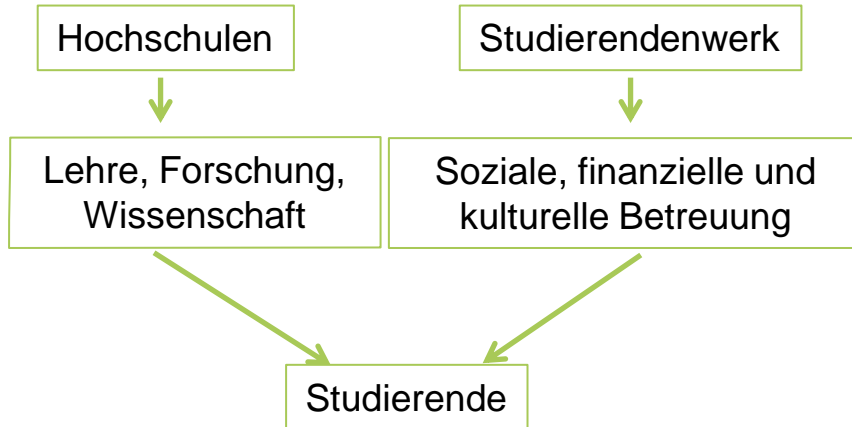 Hochschulen
Studierendenwerk
Lehre, Forschung,
Wissenschaft
Soziale, finanzielle und
kulturelle Betreuung
Studierende